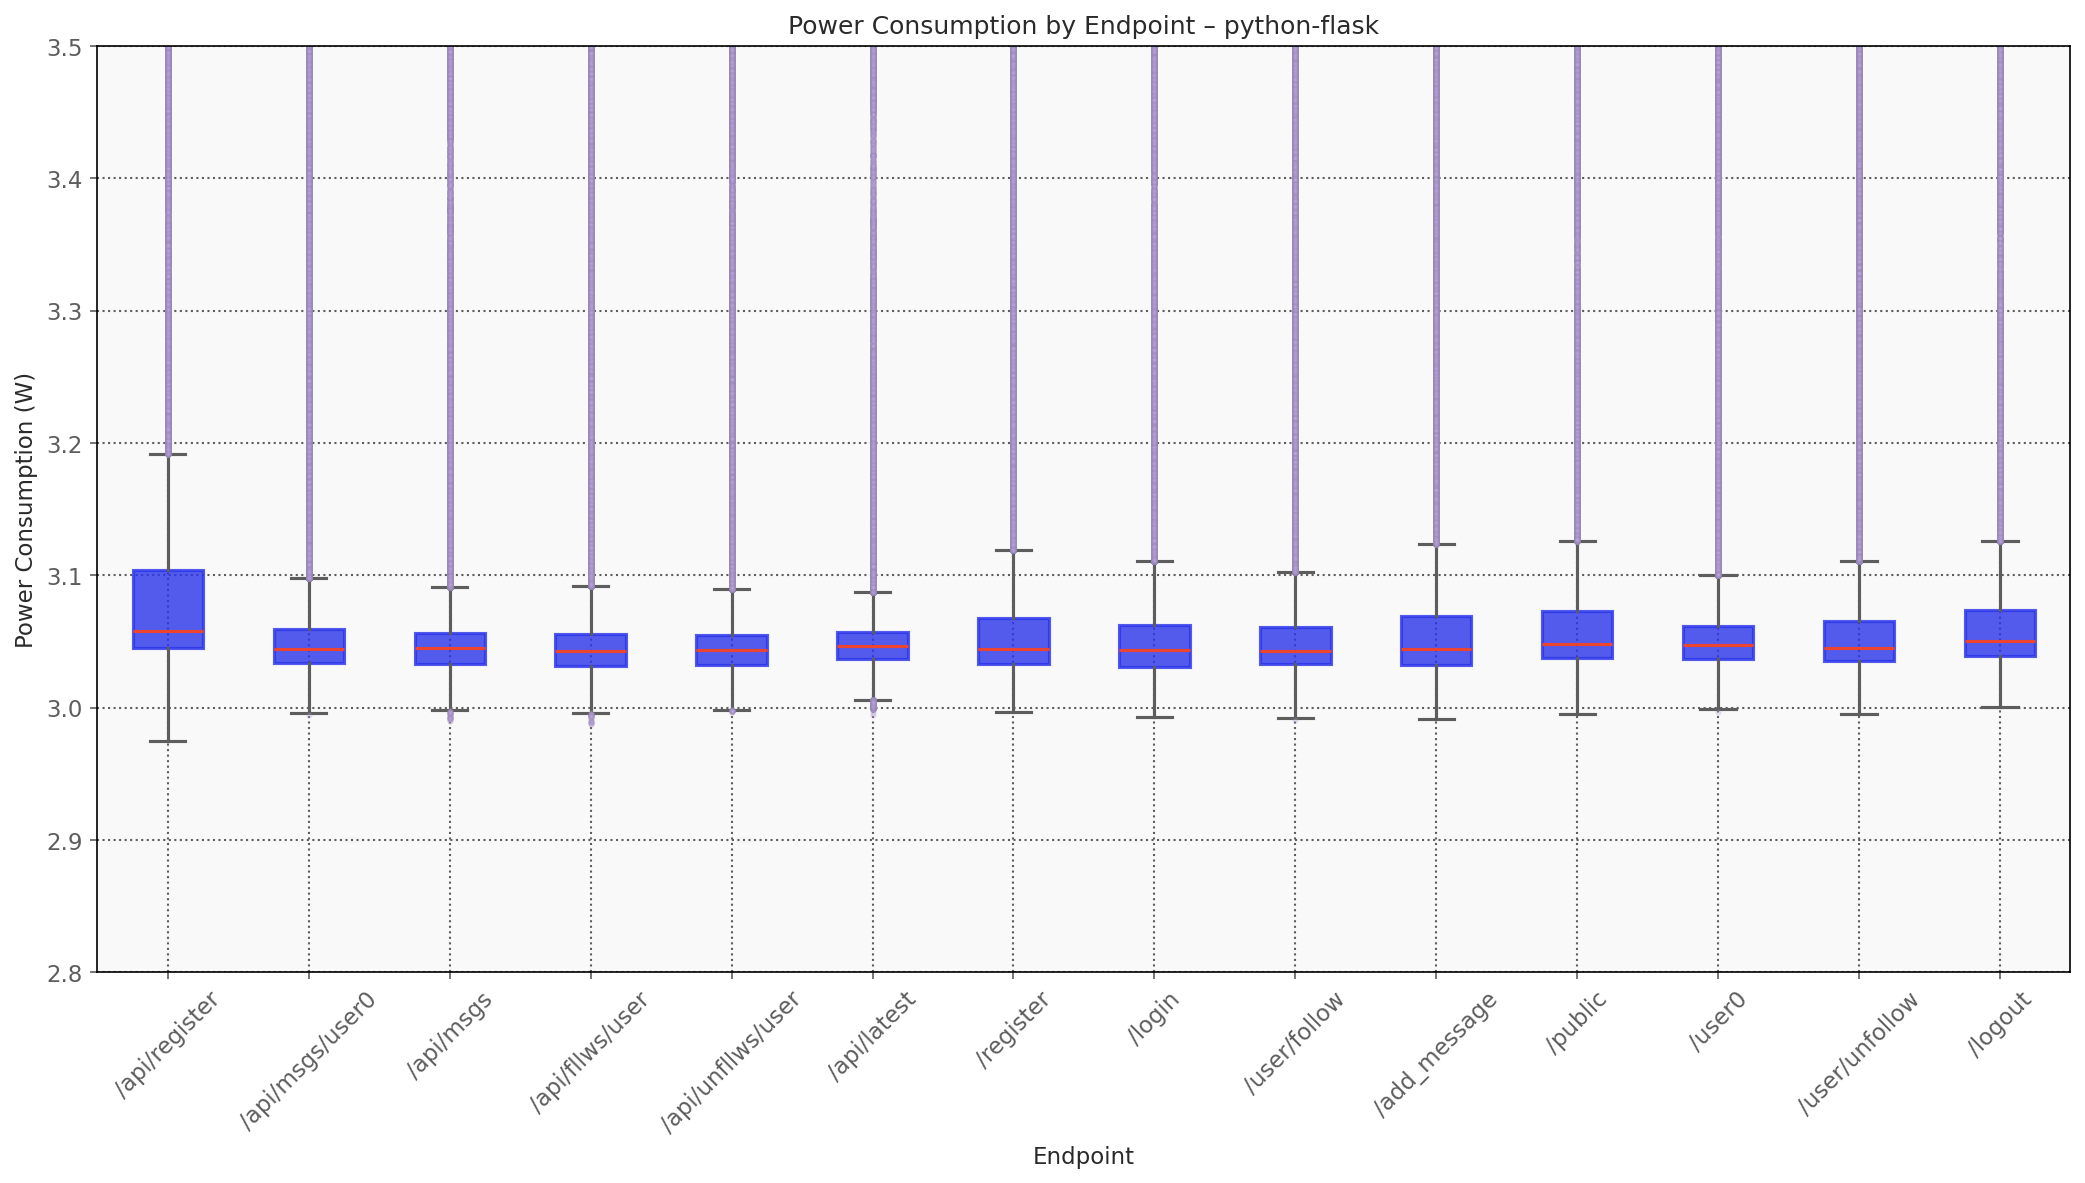 Power Consumption by Endpoint – python-flask
3.5
3.4
3.3
3.2
3.1
3.0
2.9
2.8
Power Consumption (W)
/api/register
/api/msgs/user0
/api/msgs
/api/fllws/user
/api/unfllws/user
/api/latest
/register
/login
/user/follow
/add_message
/public
/user0
/user/unfollow
/logout
Endpoint